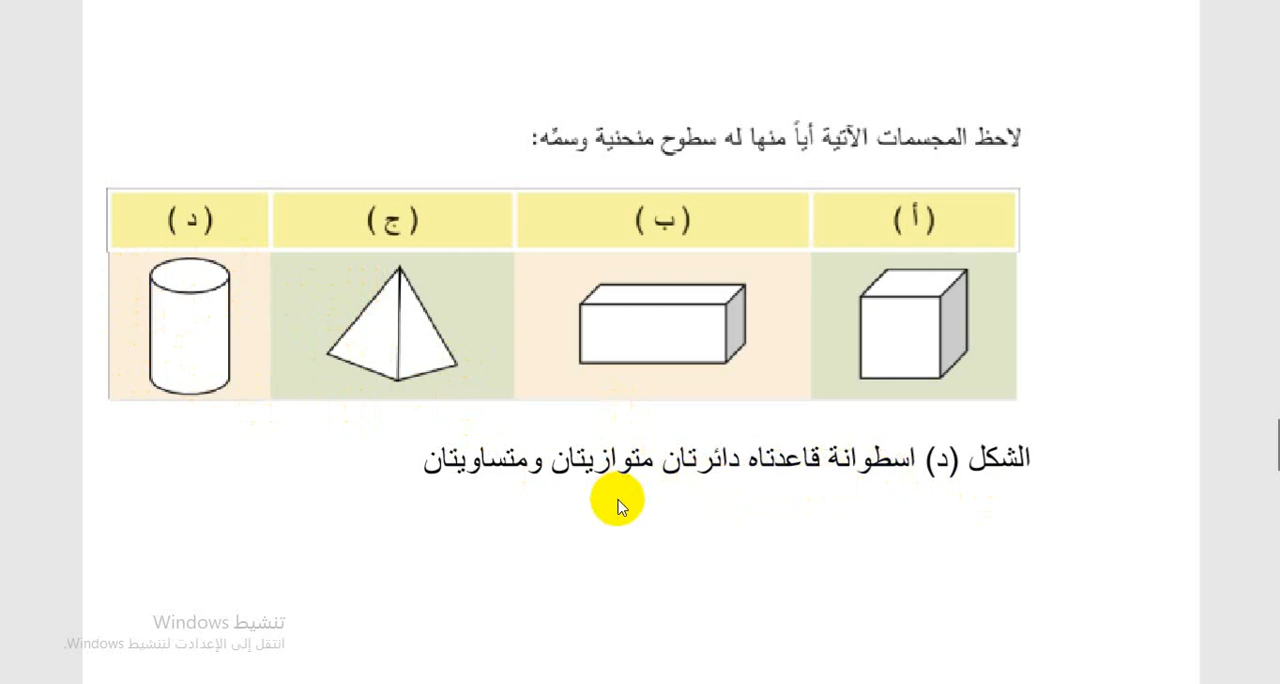 لاحظ المجسمات الآتية أياً منها له سطوح منحنية وسمِّه:
( أ ) ( ب ) ( ج ) ( د )
الشكل (د) اسطوانة قاعدتاه دائرتان متوازيتان ومتساويتان
تنشيط Windows
انتقل إلى الإعدادت لتنشيط Windows.